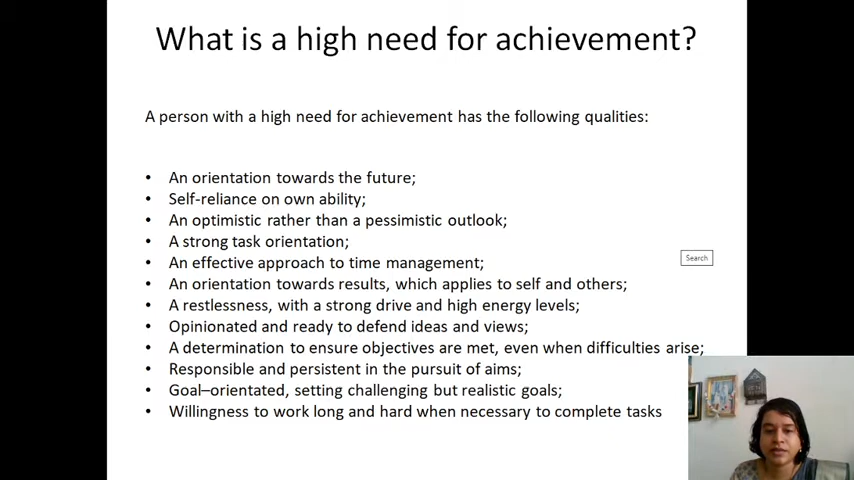 What is a high need for achievement?
A person with a high need for achievement has the following qualities:
• An orientation towards the future;
• Self-reliance on own ability;
• An optimistic rather than a pessimistic outlook;
• A strong task orientation;
• An effective approach to time management;
Search
• An orientation towards results, which applies to self and others;
• A restlessness, with a strong drive and high energy levels;
• Opinionated and ready to defend ideas and views;
• A determination to ensure objectives are met, even when difficulties arise;
• Responsible and persistent in the pursuit of aims;
• Goal–orientated, setting challenging but realistic goals;
• Willingness to work long and hard when necessary to complete tasks